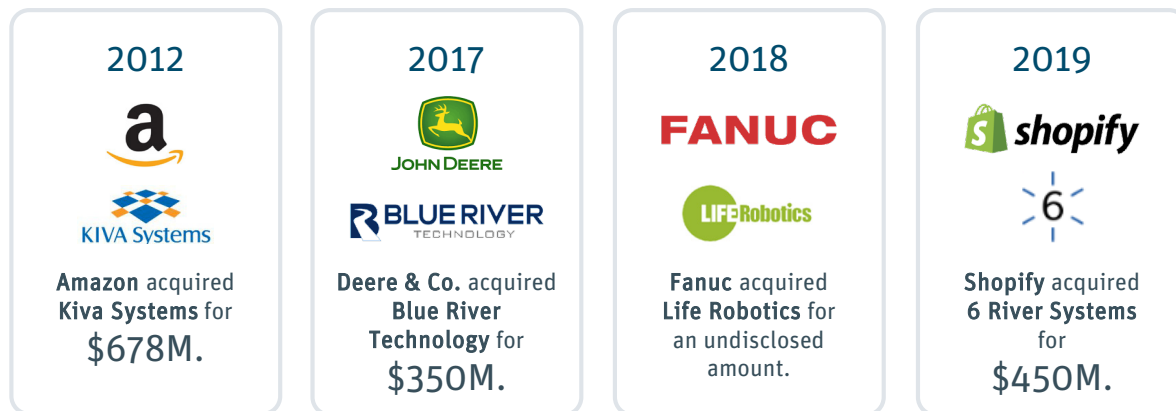 2012
a
KIVA Systems
Amazon acquired
Kiva Systems for
$678M.
2017
JOHN DEERE
BLUE RIVER
TECHNOLOGY
Deere & Co. acquired
Blue River
Technology for
$350M.
2018
FANUC
LIFE Robotics
Fanuc acquired
Life Robotics for
an undisclosed
amount.
2019
S shopify
6
Shopify acquired
6 River Systems
for
$450M.